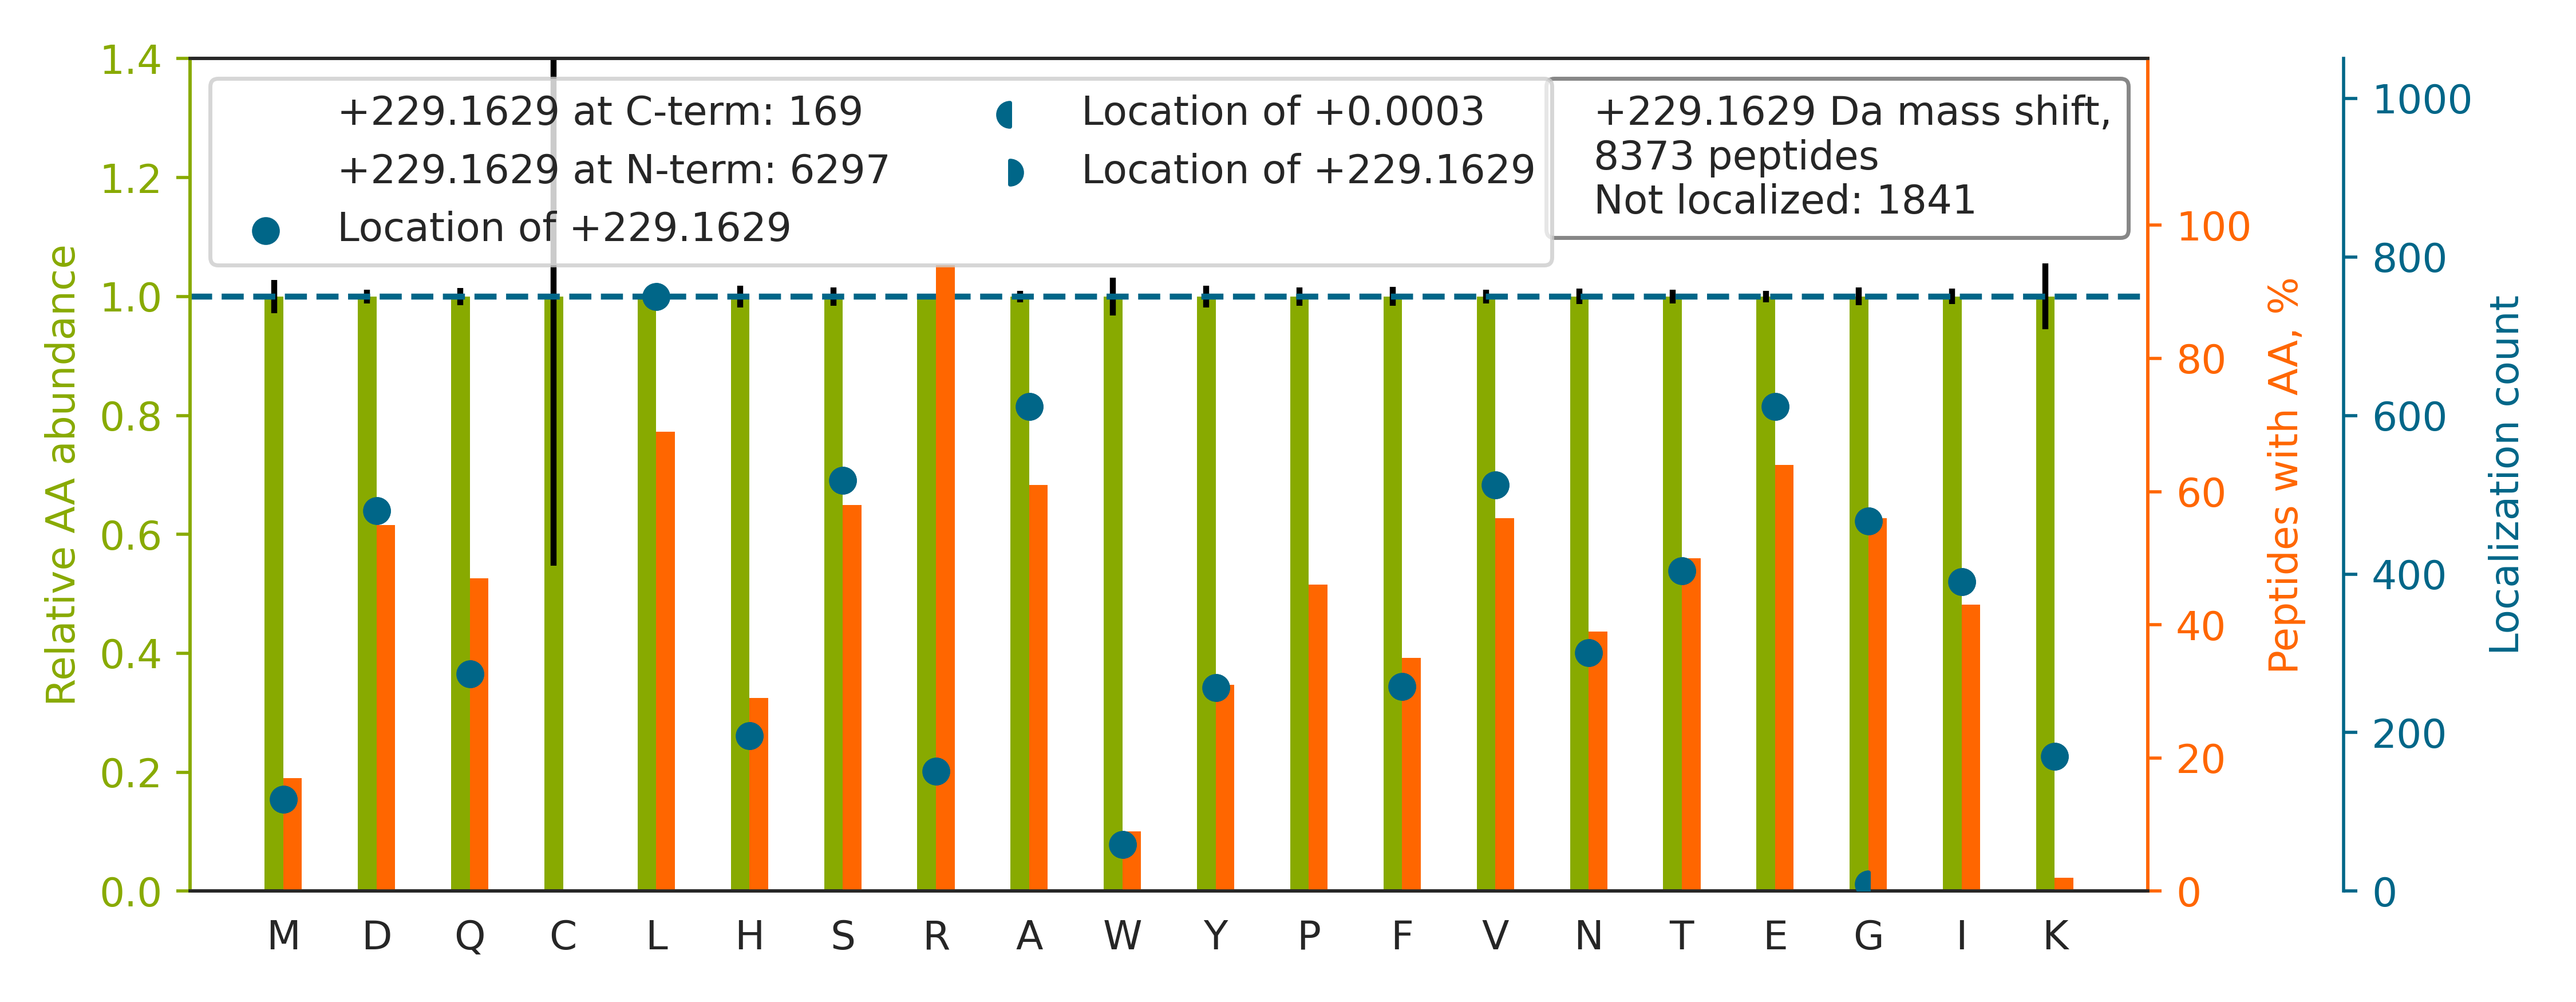 +229.1629 at C-term: 169
+229.1629 at N-term: 6297
Location of +229.1629
Location of +0.0003
Location of +229.1629
+229.1629 Da mass shift,
8373 peptides
Not localized: 1841
Relative AA abundance
1.4
1.2
1.0
0.8
0.6
0.4
0.2
0.0
M D Q C L H S R A W Y P F V N T E G I K
100
80
60
40
20
0
Peptides with AA, %
1000
800
600
400
200
0
Localization count